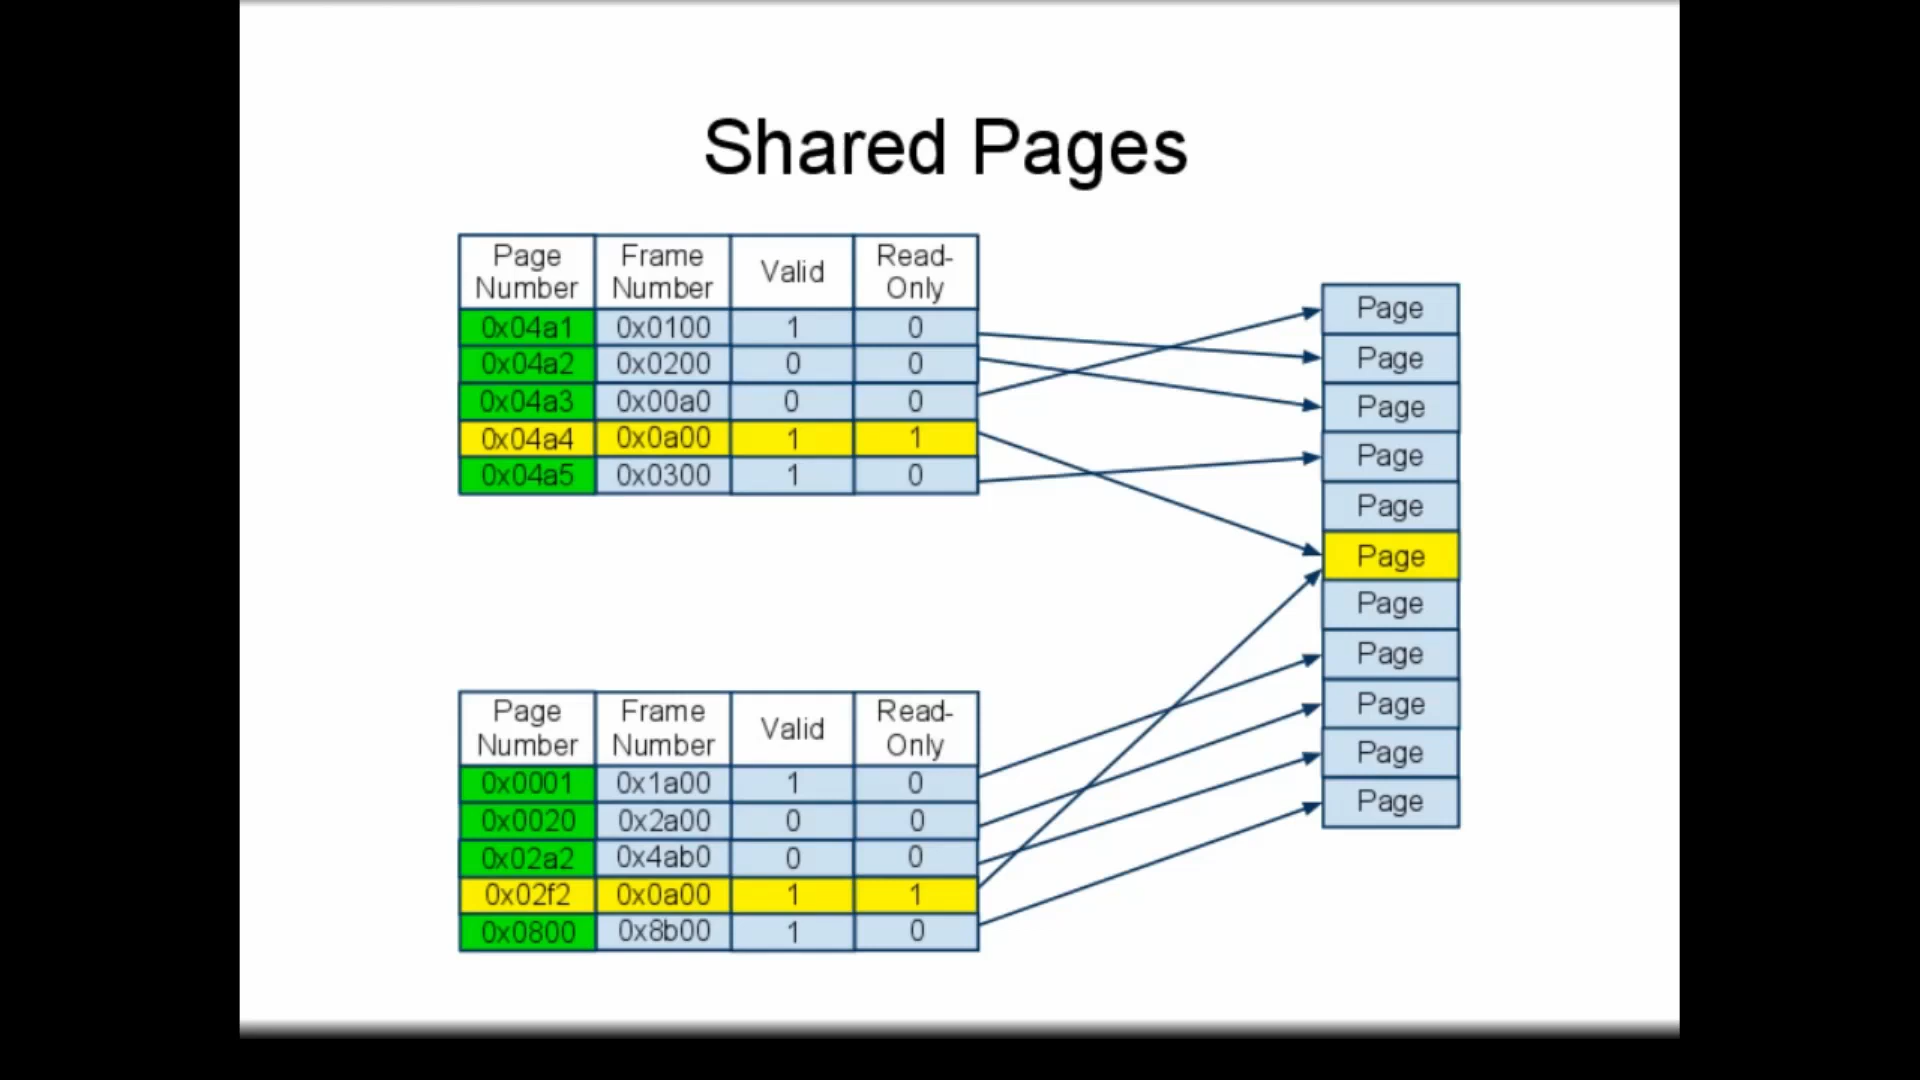 Shared Pages
Page Number Frame Number Valid Read-Only
0x04a1 0x0100 1 0
0x04a2 0x0200 0 0
0x04a3 0x00a0 0 0
0x04a4 0x0a00 1 1
0x04a5 0x0300 1 0
Page Number Frame Number Valid Read-Only
0x0001 0x1a00 1 0
0x0020 0x2a00 0 0
0x02a2 0x4ab0 0 0
0x02f2 0x0a00 1 1
0x0800 0x8b00 1 0
Page
Page
Page
Page
Page
Page
Page
Page
Page
Page
Page